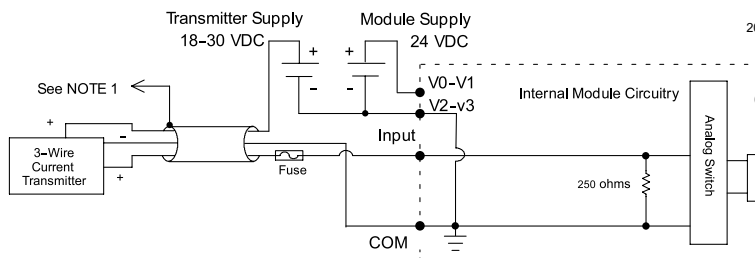 Transmitter Supply
18–30 VDC
Module Supply
24 VDC
20
+
–
+
–
V0–V1
V2–v3
See NOTE 1
Internal Module Circuitry
Input
+
–
+
3–Wire
Current
Transmitter
Fuse
250 ohms
Analog Switch
COM